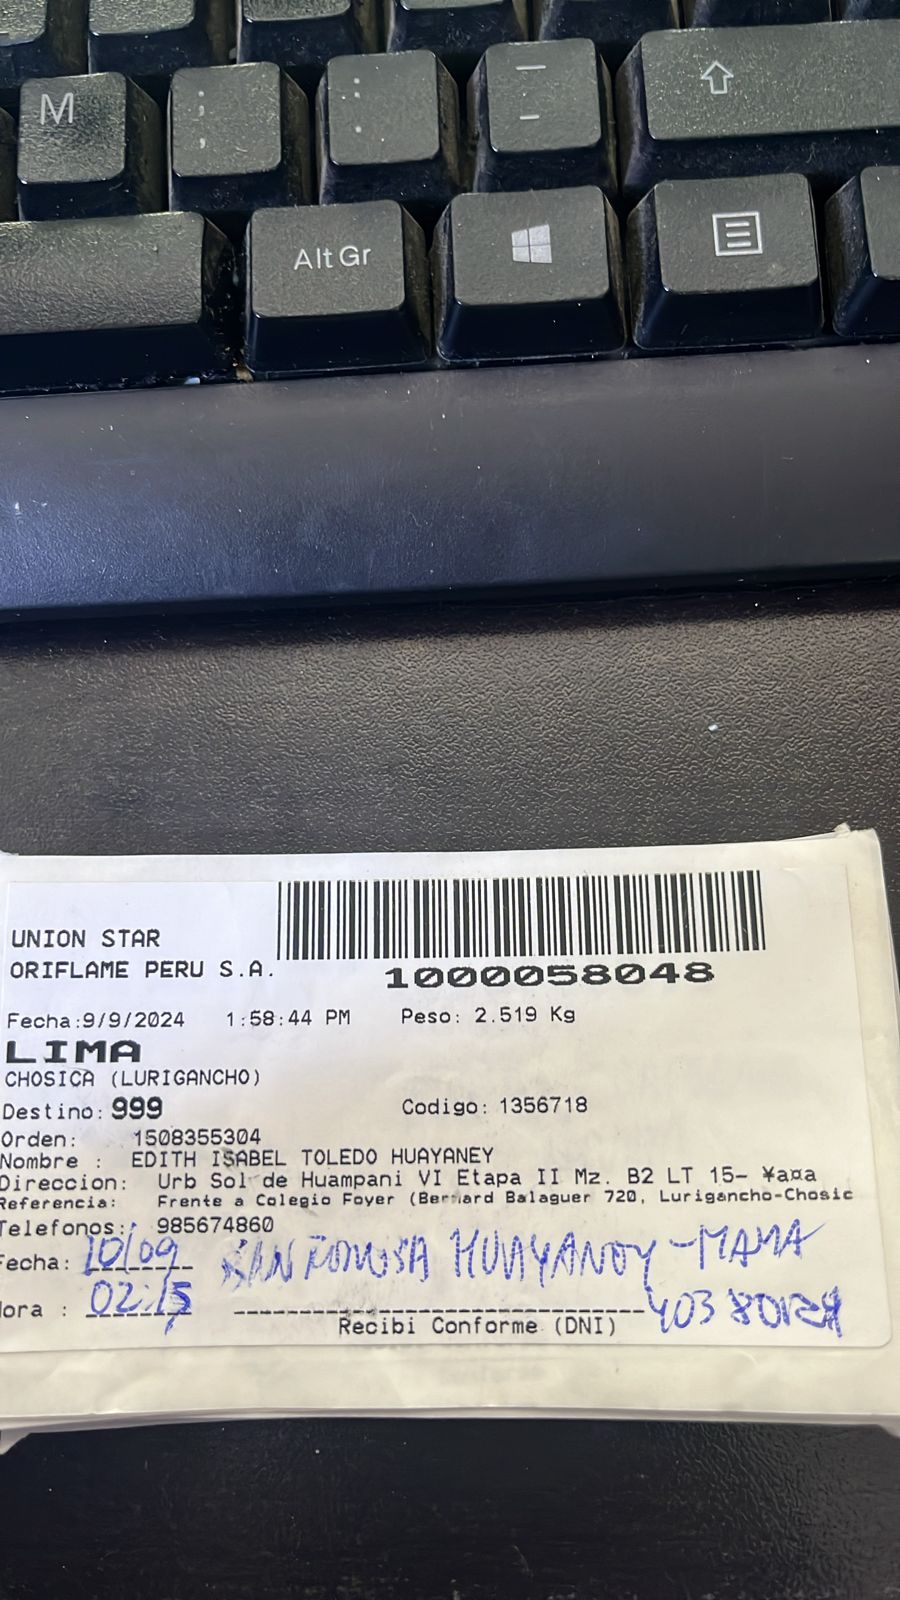 M ; , : . _ -
Alt Gr
UNION STAR
ORIFLAME PERU S.A.
1000058048
Fecha:9/9/2024 1:58:44 PM Peso: 2.519 Kg
LIMA
CHOSICA (LURIGANCHO)
Destino: 999 Codigo: 1356718
Orden: 1508355304
Nombre : EDITH ISABEL TOLEDO HUAYANEY
Direccion: Urb Sol de Huampani VI Etapa II Mz. B2 LT 15- ¥a¤a
Referencia: Frente a Colegio Foyer (Bernard Balaguer 720, Lurigancho-Chosic
Telefonos: 985674860
Fecha: 10/09 HUAYANEY - MAMA
Hora : 02:15
Recibi Conforme (DNI) 403